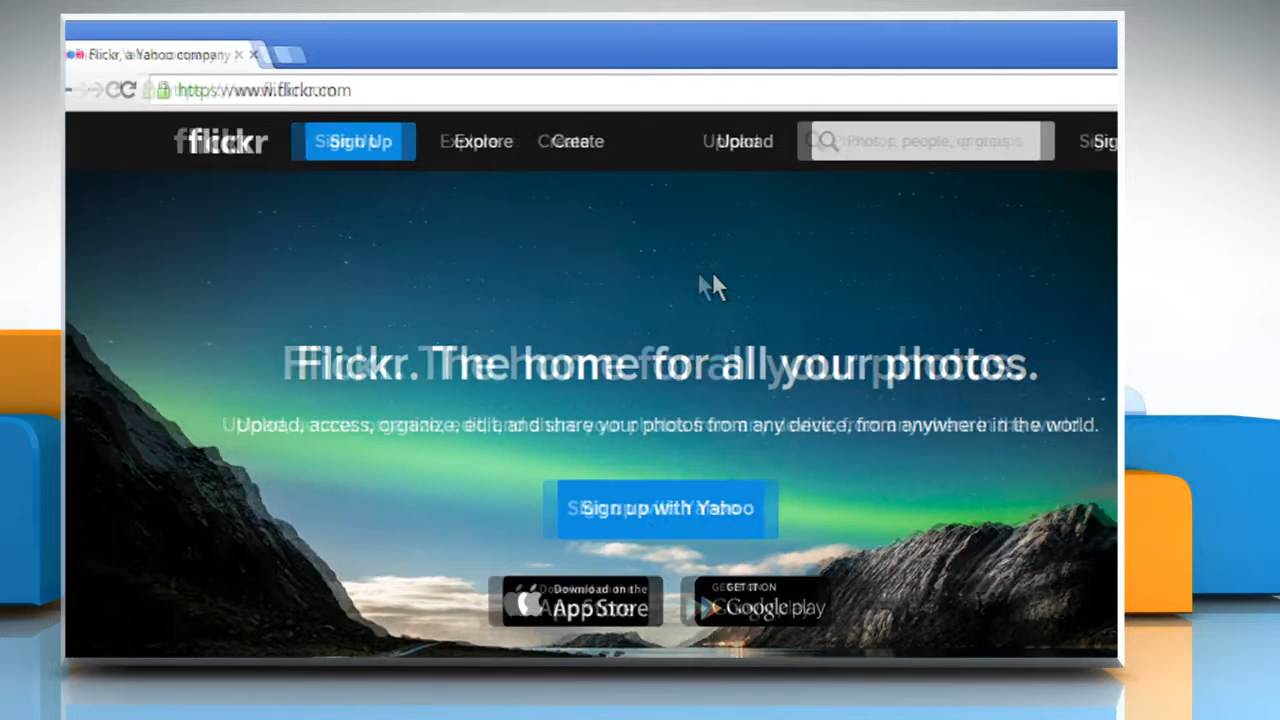 Flickr, a Yahoo company
https://www.flickr.com
flickr Sign Up Explore Create Upload Photos, people, or groups
Flickr. The home for all your photos.
Upload, access, organize, edit, and share your photos from any device, from anywhere in the world.
Sign up with Yahoo
Download on the GET IT ON
App Store Google play